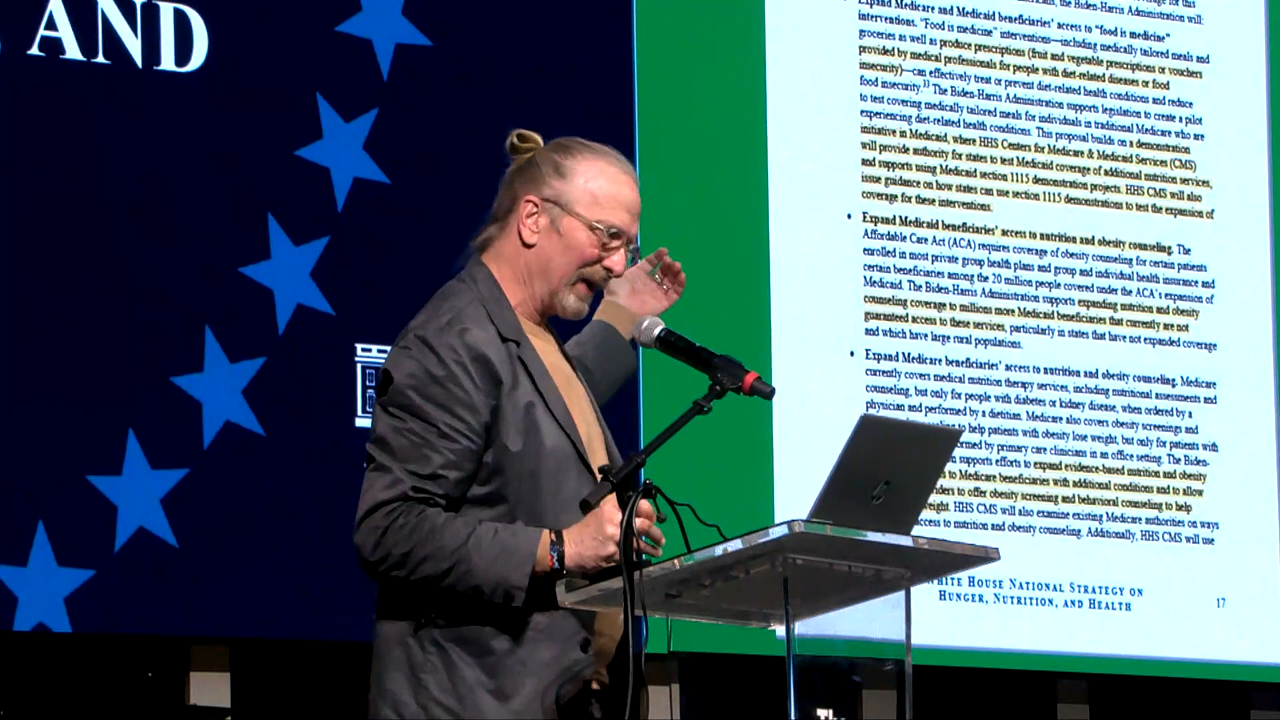 AND
Expand Medicare and Medicaid beneficiaries' access to "food is medicine"
interventions. "Food is medicine" interventions—including medically tailored meals and
groceries as well as produce prescriptions (fruit and vegetable prescriptions or vouchers
provided by medical professionals for people with diet-related diseases or food
insecurity)—can effectively treat or prevent diet-related health conditions and reduce
food insecurity.33 The Biden-Harris Administration supports legislation to create a pilot
to test covering medically tailored meals for individuals in traditional Medicare who are
experiencing diet-related health conditions. This proposal builds on a demonstration
initiative in Medicaid, where HHS Centers for Medicare & Medicaid Services (CMS)
will provide authority for states to test Medicaid coverage of additional nutrition services,
and supports using Medicaid section 1115 demonstration projects. HHS CMS will also
issue guidance on how states can use section 1115 demonstrations to test the expansion of
coverage for these interventions.
• Expand Medicaid beneficiaries' access to nutrition and obesity counseling. The
Affordable Care Act (ACA) requires coverage of obesity counseling for certain patients
enrolled in most private group health plans and group and individual health insurance and
certain beneficiaries among the 20 million people covered under the ACA's expansion of
Medicaid. The Biden-Harris Administration supports expanding nutrition and obesity
counseling coverage to millions more Medicaid beneficiaries that currently are not
guaranteed access to these services, particularly in states that have not expanded coverage
and which have large rural populations.
• Expand Medicare beneficiaries' access to nutrition and obesity counseling. Medicare
currently covers medical nutrition therapy services, including nutritional assessments and
counseling, but only for people with diabetes or kidney disease, when ordered by a
physician and performed by a dietitian. Medicare also covers obesity screenings and
to help patients with obesity lose weight, but only for patients with
by primary care clinicians in an office setting. The Biden-
supports efforts to expand evidence-based nutrition and obesity
to Medicare beneficiaries with additional conditions and to allow
to offer obesity screening and behavioral counseling to help
weight. HHS CMS will also examine existing Medicare authorities on ways
access to nutrition and obesity counseling. Additionally, HHS CMS will use
WHITE HOUSE NATIONAL STRATEGY ON
HUNGER, NUTRITION, AND HEALTH
17